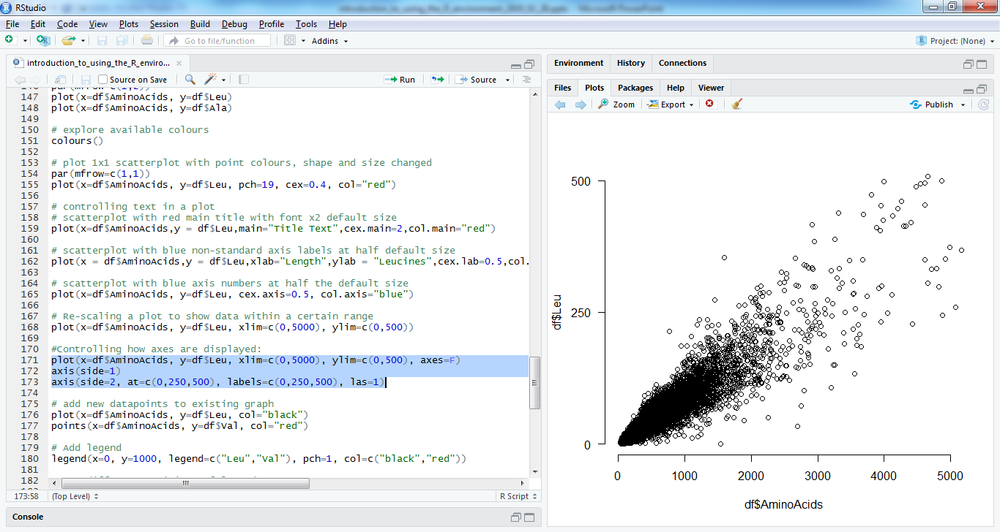 RStudio
File Edit Code View Plots Session Build Debug Profile Tools Help
Go to file/function Addins Project: (None)
introduction_to_using_the_R_enviro...
Source on Save Run Source
147 plot(x=df$AminoAcids, y=df$Leu)
148 plot(x=df$AminoAcids, y=df$Ala)
149
150 # explore available colours
151 colours()
152
153 # plot 1x1 scatterplot with point colours, shape and size changed
154 par(mfrow=c(1,1))
155 plot(x=df$AminoAcids, y=df$Leu, pch=19, cex=0.4, col="red")
156
157 # controlling text in a plot
158 # scatterplot with red main title with font x2 default size
159 plot(x=df$AminoAcids,y = df$Leu,main="Title Text",cex.main=2,col.main="red")
160
161 # scatterplot with blue non-standard axis labels at half default size
162 plot(x = df$AminoAcids,y = df$Leu,xlab="Length",ylab = "Leucines",cex.lab=0.5,col.
163
164 # scatterplot with blue axis numbers at half the default size
165 plot(x=df$AminoAcids, y=df$Leu, cex.axis=0.5, col.axis="blue")
166
167 # Re-scaling a plot to show data within a certain range
168 plot(x=df$AminoAcids, y=df$Leu, xlim=c(0,5000), ylim=c(0,500))
169
170 #Controlling how axes are displayed:
171 plot(x=df$AminoAcids, y=df$Leu, xlim=c(0,5000), ylim=c(0,500), axes=F)
172 axis(side=1)
173 axis(side=2, at=c(0,250,500), labels=c(0,250,500), las=1)
174
175 # add new datapoints to existing graph
176 plot(x=df$AminoAcids, y=df$Leu, col="black")
177 points(x=df$AminoAcids, y=df$Val, col="red")
178
179 # Add legend
180 legend(x=0, y=1000, legend=c("Leu","Val"), pch=1, col=c("black","red"))
181
182
173:58 (Top Level) R Script
Console
Environment History Connections
Files Plots Packages Help Viewer
Zoom Export Publish
500
250
0
df$Leu
0 1000 2000 3000 4000 5000
df$AminoAcids